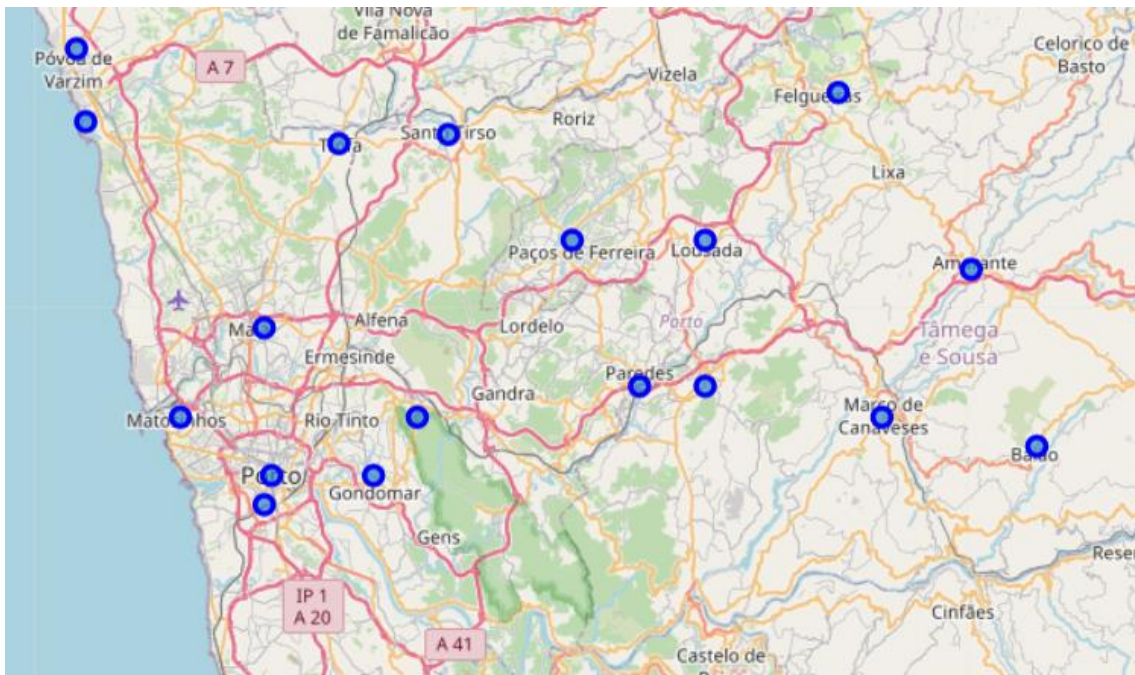 Vila Nova
de Famalicão
Póvoa de
Varzim
A 7
Vizela
Celorico de
Basto
Roriz
Lixa
Paços de Ferreira
Porto
Alfena
Lordelo
Ermesinde
Tâmega
e Sousa
Paredes
Gandra
Rio Tinto
Marco de
Canaveses
Porto
Gondomar
Gens
IP 1
A 20
A 41
Cinfães
Castelo de